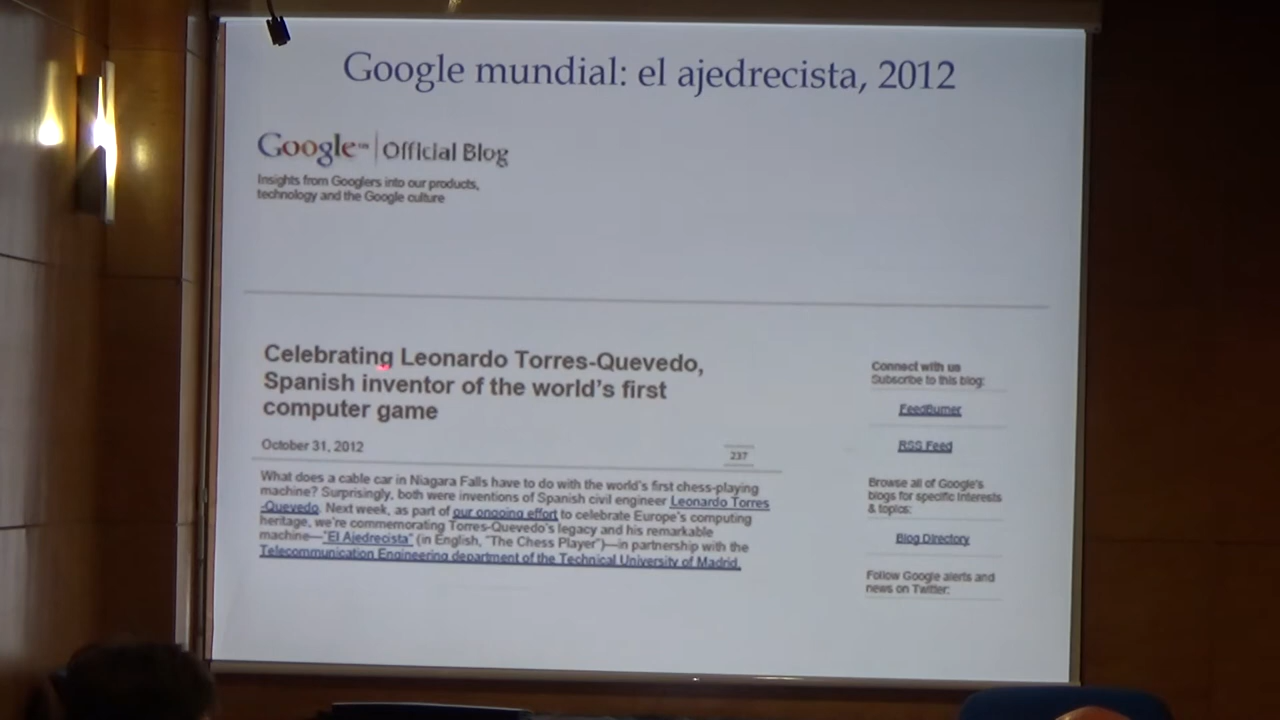 Google mundial: el ajedrecista, 2012
Google™ Official Blog
Insights from Googlers into our products,
technology and the Google culture
Celebrating Leonardo Torres-Quevedo,
Spanish inventor of the world's first
computer game
October 31, 2012
237
What does a cable car in Niagara Falls have to do with the world's first chess-playing
machine? Surprisingly, both were inventions of Spanish civil engineer Leonardo Torres
-Quevedo. Next week, as part of our ongoing effort to celebrate Europe's computing
heritage, we're commemorating Torres-Quevedo's legacy and his remarkable
machine—"El Ajedrecista" (in English, "The Chess Player")—in partnership with the
Telecommunication Engineering department of the Technical University of Madrid.
Connect with us
Subscribe to this blog:
FeedBurner
RSS Feed
Browse all of Google's
blogs for specific interests
& topics:
Blog Directory
Follow Google alerts and
news on Twitter: